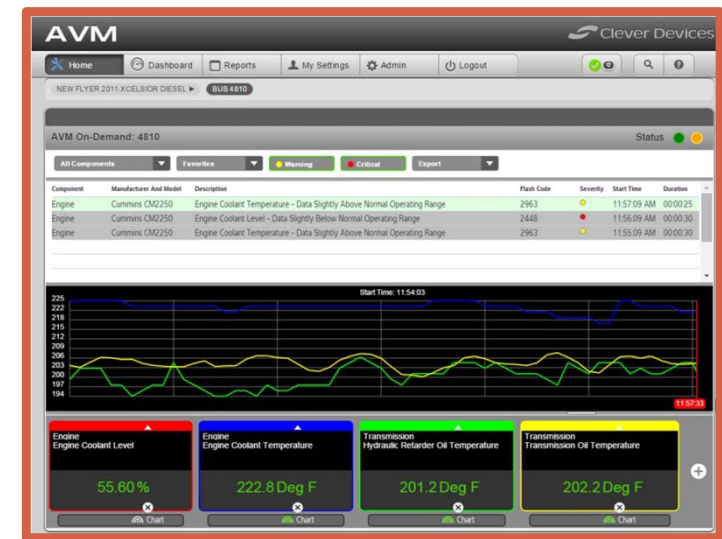 AVM
Clever Devices
Home Dashboard Reports My Settings Admin Logout 0
NEW FLYER 2011 XCELSIOR DIESEL BUS 4810
AVM On-Demand: 4810 Status
All Components Favorites Warning Critical Export
Component Manufacturer And Model Description Flash Code Severity Start Time Duration
Engine Cummins CM2250 Engine Coolant Temperature - Data Slightly Above Normal Operating Range 2963 11:57:09 AM 00:00:25
Engine Cummins CM2250 Engine Coolant Level - Data Slightly Below Normal Operating Range 2448 11:56:09 AM 00:00:30
Engine Cummins CM2250 Engine Coolant Temperature - Data Slightly Above Normal Operating Range 2963 11:55:09 AM 00:00:30
Start Time: 11:54:03
225
222
218
215
212
209
206
203
200
197
194
11:57:33
Engine
Engine Coolant Level
55.60 %
Chart
Engine
Engine Coolant Temperature
222.8 Deg F
Chart
Transmission
Hydraulic Retarder Oil Temperature
201.2 Deg F
Chart
Transmission
Transmission Oil Temperature
202.2 Deg F
Chart